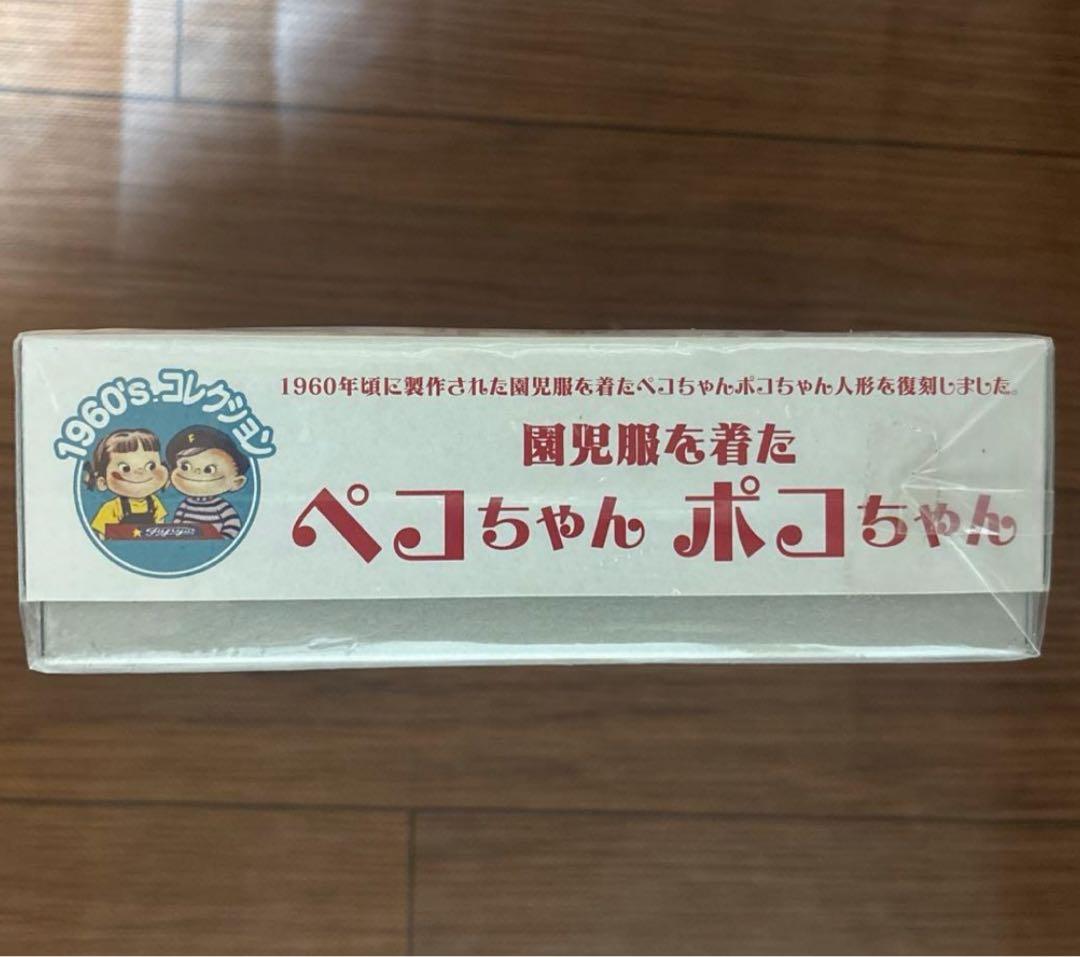 1960's.コレクション
F
Fujiya
1960年頃に製作された園児服を着たペコちゃんポコちゃん人形を復刻しました。
園児服を着た
ペコちゃん ポコちゃん